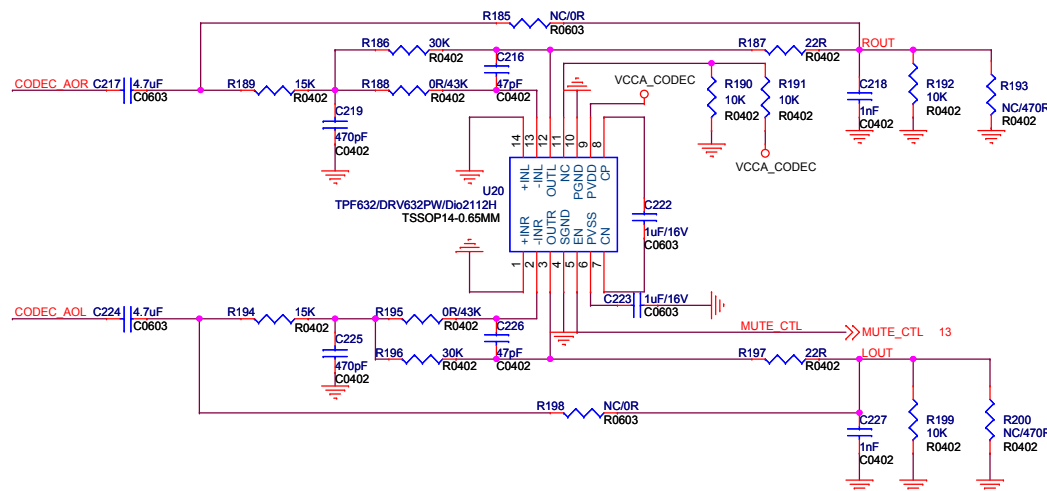 R185 NC/0R
R0603
R186 30K
R0402
C216
47pF
C0402
R187 22R
R0402
ROUT
CODEC_AOR C217 4.7uF
C0603
R189 15K
R0402
R188 0R/43K
R0402
C219
470pF
C0402
VCCA_CODEC
R190
10K
R0402
R191
10K
R0402
VCCA_CODEC
C218
1nF
C0402
R192
10K
R0402
R193
NC/470R
R0402
14 13 12 11 10 9 8
+INL -INL OUTL NC PGND PVDD CP
U20
TPF632/DRV632PW/Dio2112H
TSSOP14-0.65MM
+INR -INR OUTR SGND EN PVSS CN
1 2 3 4 5 6 7
C222
1uF/16V
C0603
C223 1uF/16V
C0603
CODEC_AOL C224 4.7uF
C0603
R194 15K
R0402
R195 0R/43K
R0402
C226
47pF
C0402
C225
470pF
C0402
R196 30K
R0402
MUTE_CTL
MUTE_CTL 13
R197 22R
R0402
LOUT
R198 NC/0R
R0603
C227
1nF
C0402
R199
10K
R0402
R200
NC/470R
R0402